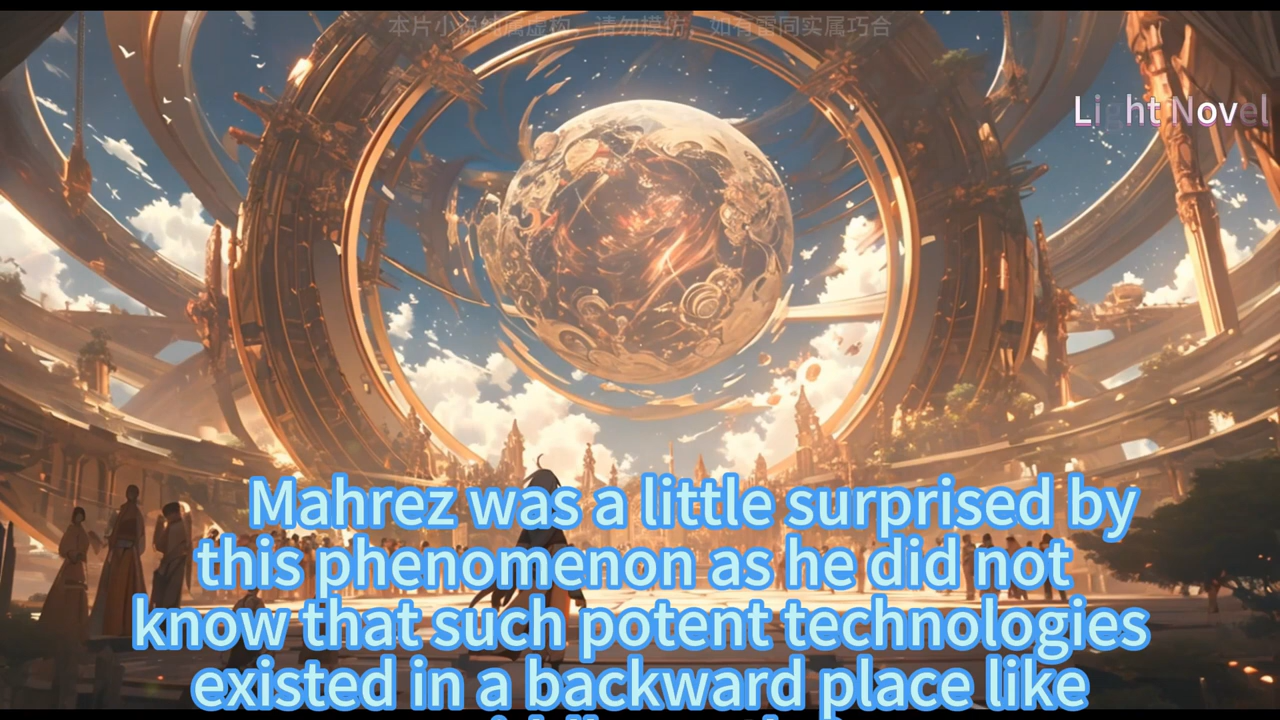 本片小说纯属虚构，请勿模仿，如有雷同实属巧合
Light Novel
Mahrez was a little surprised by
this phenomenon as he did not
know that such potent technologies
existed in a backward place like